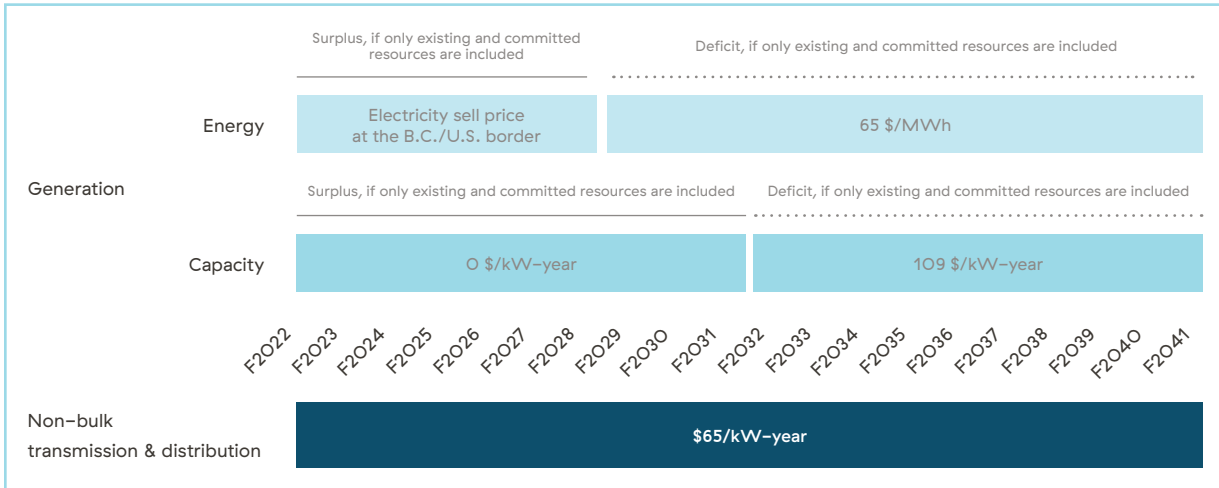 Surplus, if only existing and committed
resources are included
Deficit, if only existing and committed resources are included
Energy
Electricity sell price
at the B.C./U.S. border
65 $/MWh
Generation
Surplus, if only existing and committed resources are included
Deficit, if only existing and committed resources are included
Capacity
0 $/kW-year
109 $/kW-year
F2022
F2023
F2024
F2025
F2026
F2027
F2028
F2029
F2030
F2031
F2032
F2033
F2034
F2035
F2036
F2037
F2038
F2039
F2040
F2041
Non-bulk
transmission & distribution
$65/kW-year